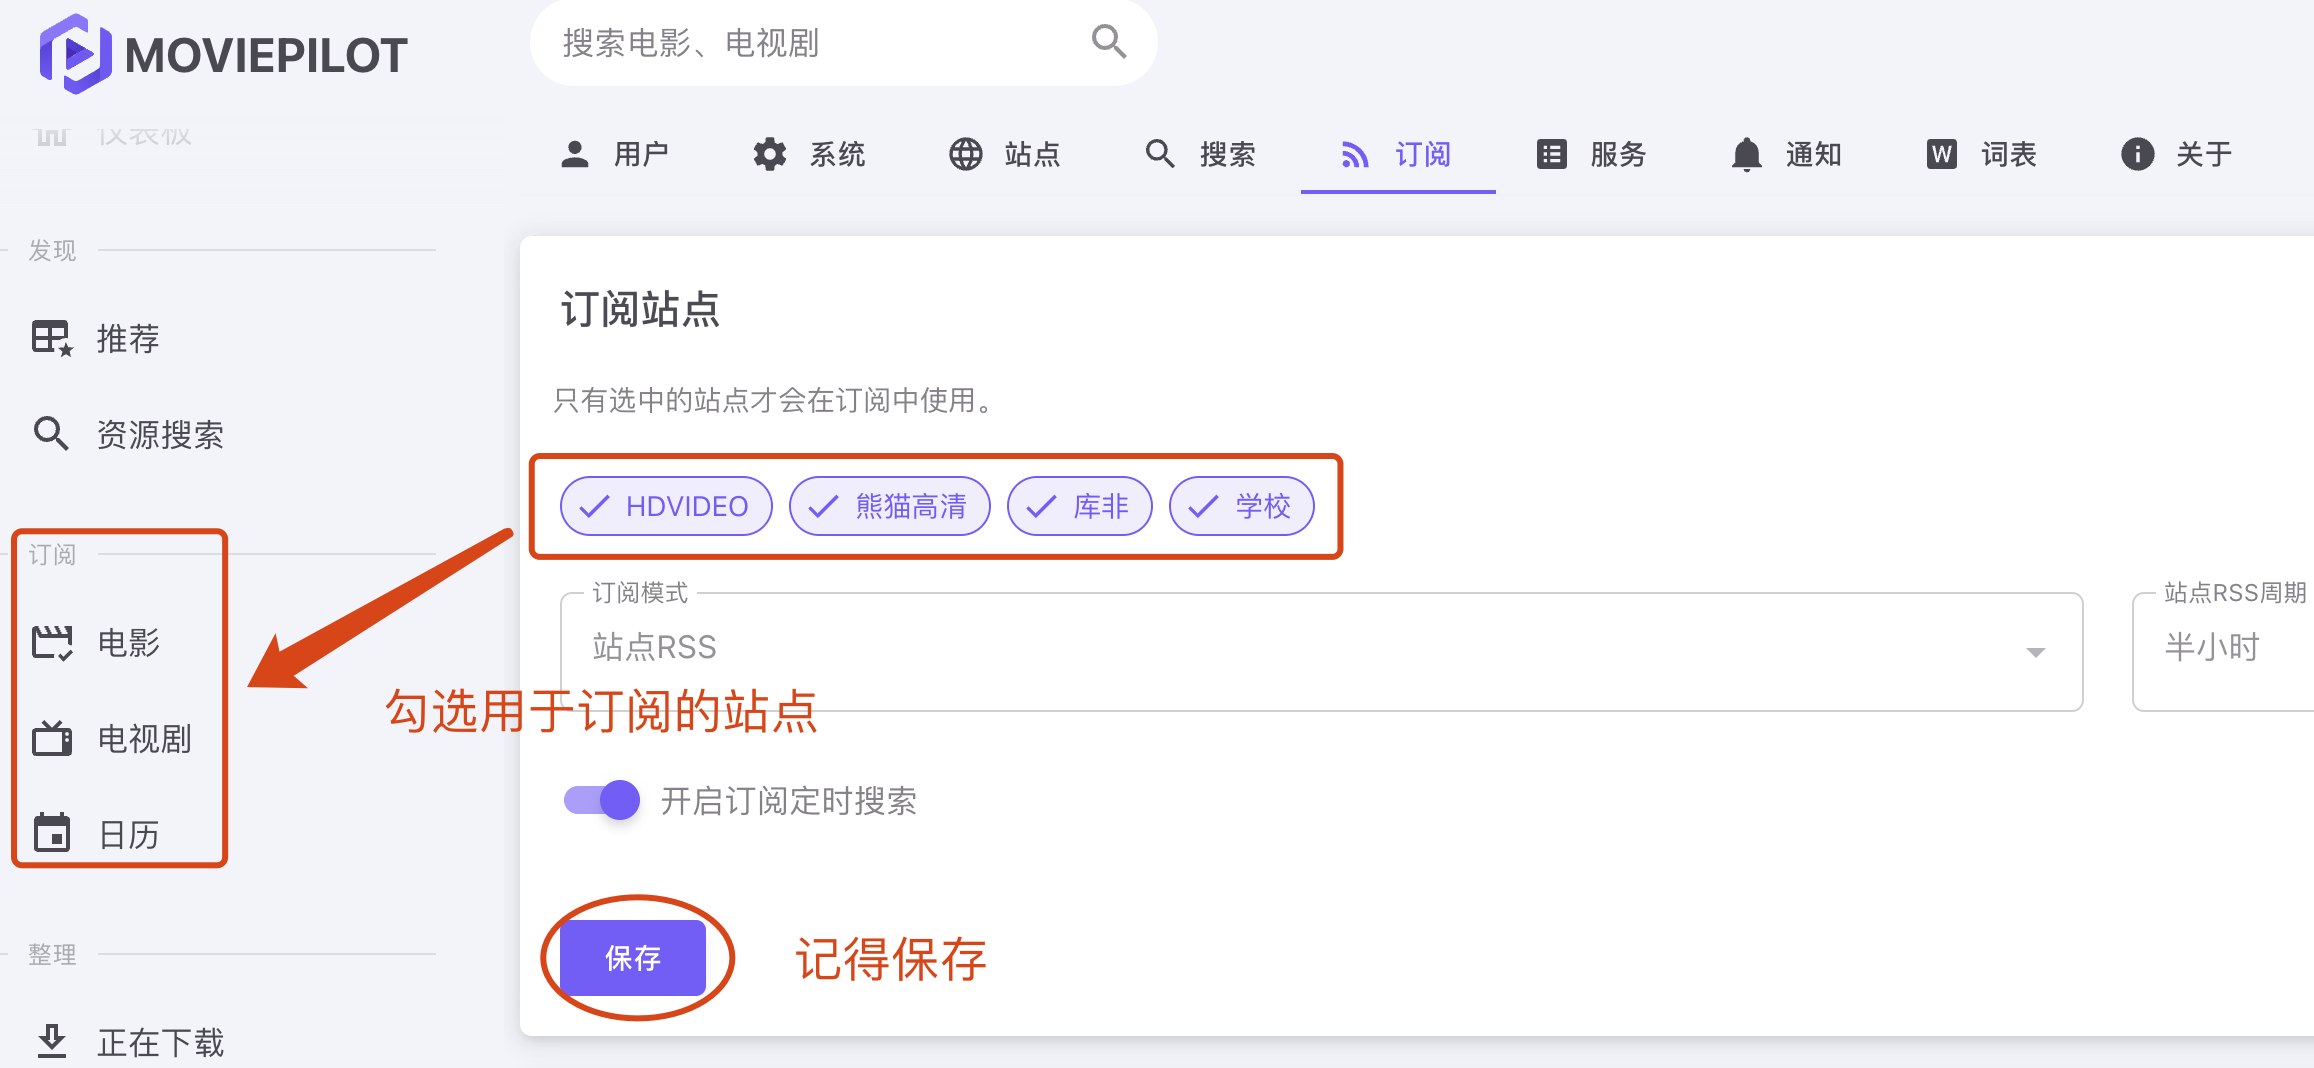 MOVIEPILOT
搜索电影、电视剧
仪表板
用户
系统
站点
搜索
订阅
服务
通知
词表
关于
发现
推荐
资源搜索
订阅
电影
电视剧
日历
整理
正在下载
订阅站点
只有选中的站点才会在订阅中使用。
HDVIDEO
熊猫高清
库非
学校
订阅模式
站点RSS
站点RSS周期
半小时
勾选用于订阅的站点
开启订阅定时搜索
保存
记得保存